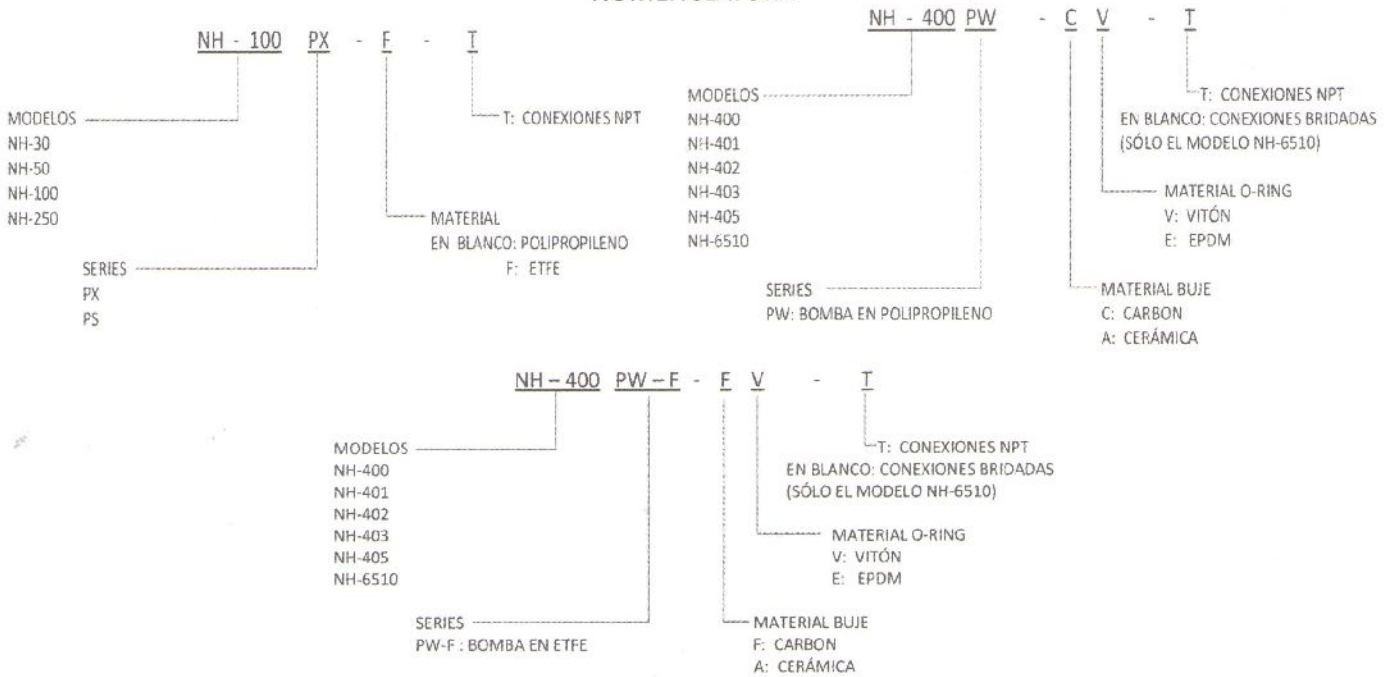 NH - 100 PX - F - T
T: CONEXIONES NPT
MODELOS
NH-30
NH-50
NH-100
NH-250
MATERIAL
EN BLANCO: POLIPROPILENO
F: ETFE
SERIES
PX
PS
NH - 400 PW - C V - T
MODELOS
NH-400
NH-401
NH-402
NH-403
NH-405
NH-6510
T: CONEXIONES NPT
EN BLANCO: CONEXIONES BRIDADAS
(SÓLO EL MODELO NH-6510)
MATERIAL O-RING
V: VITÓN
E: EPDM
SERIES
PW: BOMBA EN POLIPROPILENO
MATERIAL BUJE
C: CARBON
A: CERÁMICA
NH – 400 PW – F - F V - T
MODELOS
NH-400
NH-401
NH-402
NH-403
NH-405
NH-6510
T: CONEXIONES NPT
EN BLANCO: CONEXIONES BRIDADAS
(SÓLO EL MODELO NH-6510)
MATERIAL O-RING
V: VITÓN
E: EPDM
SERIES
PW-F : BOMBA EN ETFE
MATERIAL BUJE
F: CARBON
A: CERÁMICA